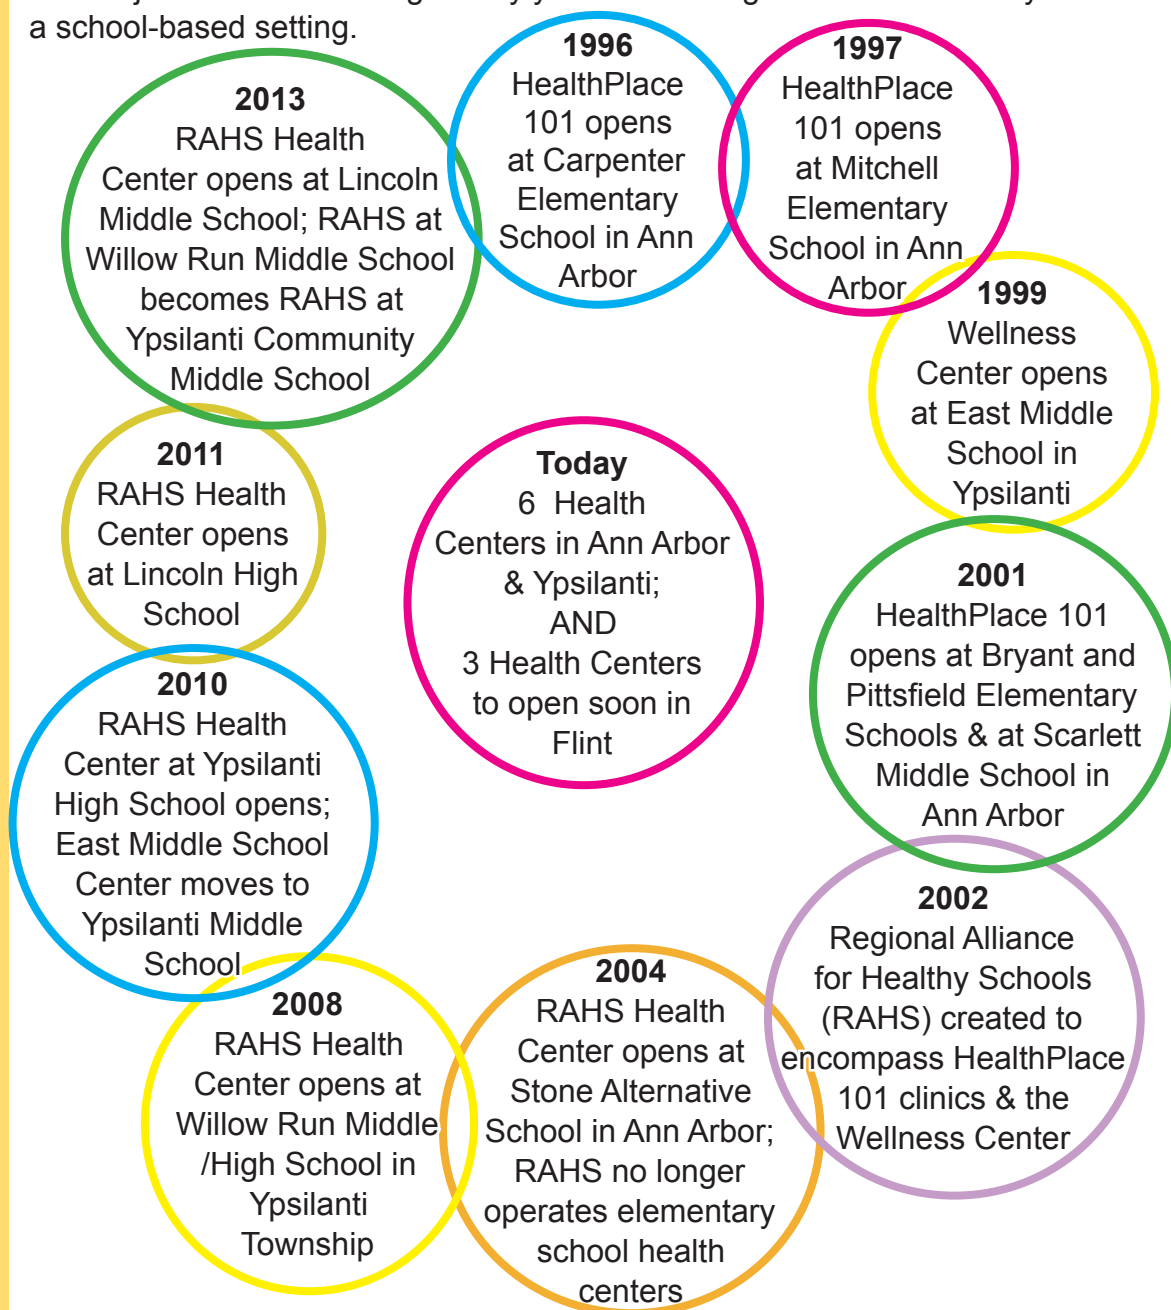 a school-based setting.
1996
HealthPlace
101 opens
at Carpenter
Elementary
School in Ann
Arbor
1997
HealthPlace
101 opens
at Mitchell
Elementary
School in Ann
Arbor
1999
Wellness
Center opens
at East Middle
School in
Ypsilanti
2001
HealthPlace 101
opens at Bryant and
Pittsfield Elementary
Schools & at Scarlett
Middle School in
Ann Arbor
2002
Regional Alliance
for Healthy Schools
(RAHS) created to
encompass HealthPlace
101 clinics & the
Wellness Center
2004
RAHS Health
Center opens at
Stone Alternative
School in Ann Arbor;
RAHS no longer
operates elementary
school health
centers
2008
RAHS Health
Center opens at
Willow Run Middle
/High School in
Ypsilanti
Township
2010
RAHS Health
Center at Ypsilanti
High School opens;
East Middle School
Center moves to
Ypsilanti Middle
School
2011
RAHS Health
Center opens
at Lincoln High
School
2013
RAHS Health
Center opens at Lincoln
Middle School; RAHS at
Willow Run Middle School
becomes RAHS at
Ypsilanti Community
Middle School
Today
6 Health
Centers in Ann Arbor
& Ypsilanti;
AND
3 Health Centers
to open soon in
Flint